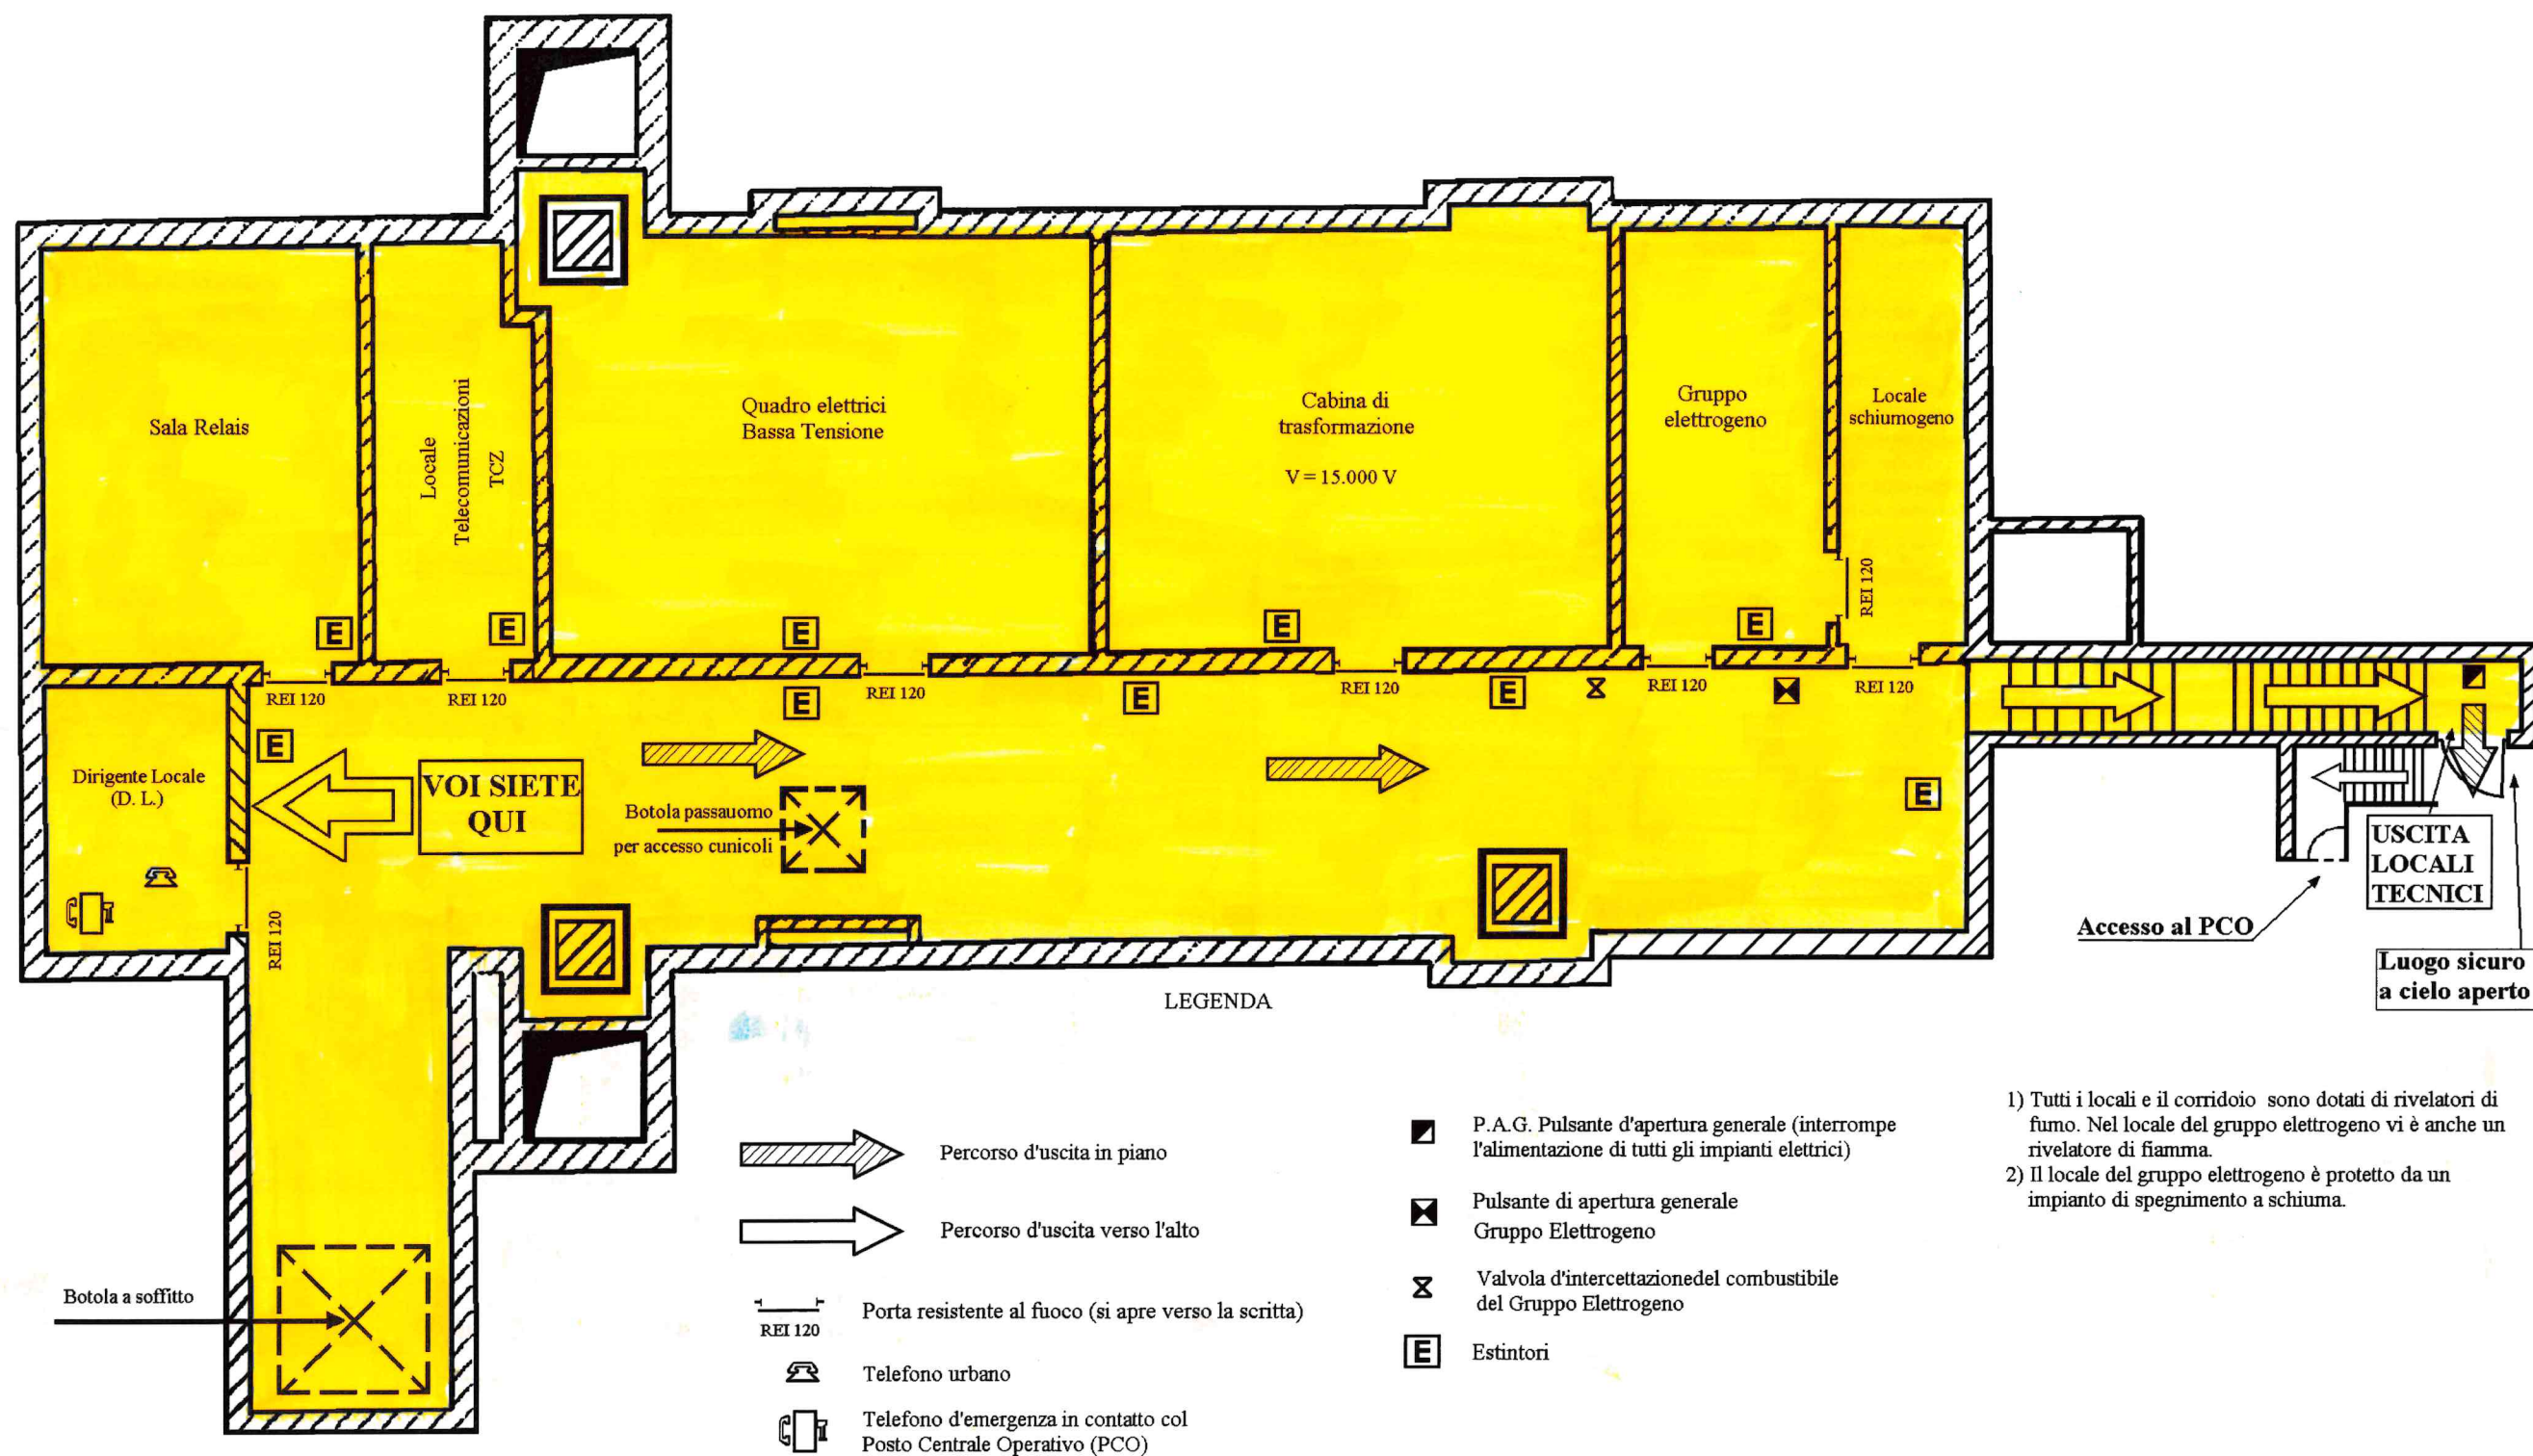 Sala Relais
Locale
Telecomunicazioni
TCZ
Quadro elettrici
Bassa Tensione
Cabina di
trasformazione
V = 15.000 V
Gruppo
elettrogeno
Locale
schiumogeno
REI 120
E
E
E
E
E
REI 120
REI 120
REI 120
REI 120
REI 120
REI 120
E
E
E
E
E
Dirigente Locale
(D. L.)
VOI SIETE
QUI
Botola passauomo
per accesso cunicoli
REI 120
USCITA
LOCALI
TECNICI
Accesso al PCO
Luogo sicuro
a cielo aperto
Botola a soffitto
LEGENDA
Percorso d'uscita in piano
Percorso d'uscita verso l'alto
REI 120
Porta resistente al fuoco (si apre verso la scritta)
Telefono urbano
Telefono d'emergenza in contatto col
Posto Centrale Operativo (PCO)
P.A.G. Pulsante d'apertura generale (interrompe
l'alimentazione di tutti gli impianti elettrici)
Pulsante di apertura generale
Gruppo Elettrogeno
Valvola d'intercettazionedel combustibile
del Gruppo Elettrogeno
E
Estintori
1) Tutti i locali e il corridoio sono dotati di rivelatori di
fumo. Nel locale del gruppo elettrogeno vi è anche un
rivelatore di fiamma.
2) Il locale del gruppo elettrogeno è protetto da un
impianto di spegnimento a schiuma.